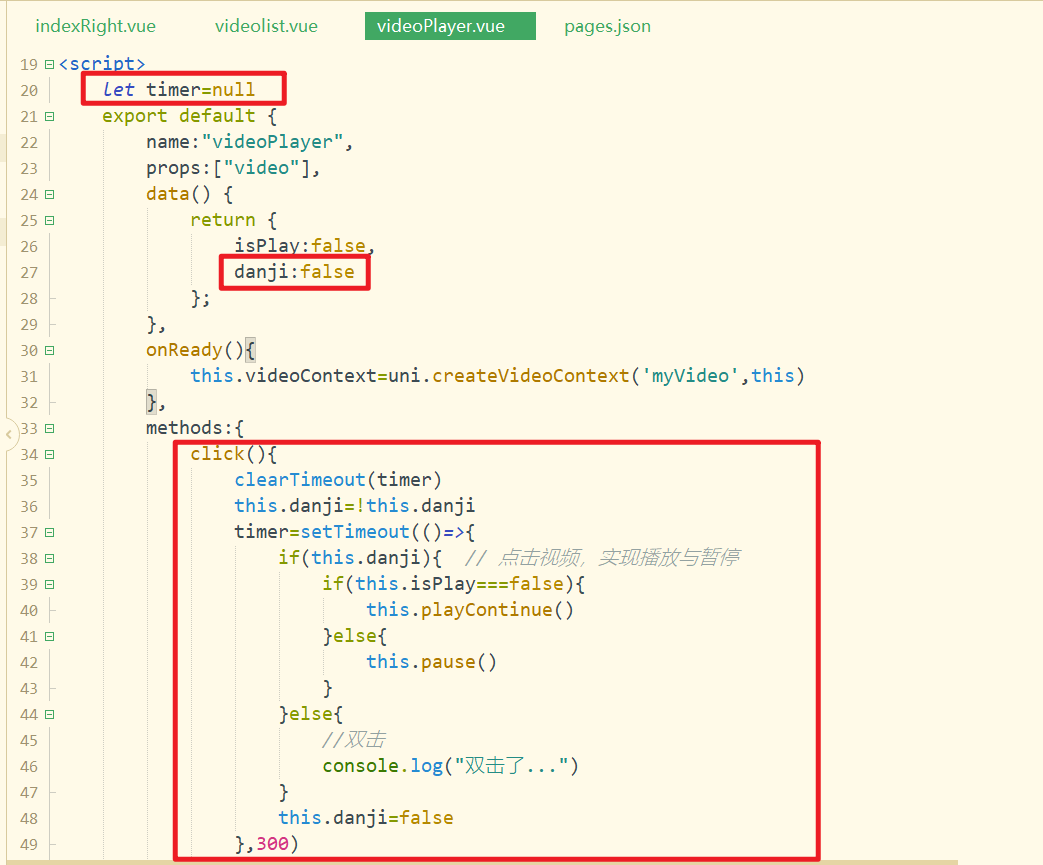 indexRight.vue videolist.vue videoPlayer.vue pages.json
19 <script>
20 let timer=null
21 export default {
22 name:"videoPlayer",
23 props:["video"],
24 data() {
25 return {
26 isPlay:false,
27 danji:false
28 };
29 },
30 onReady(){
31 this.videoContext=uni.createVideoContext('myVideo',this)
32 },
33 methods:{
34 click(){
35 clearTimeout(timer)
36 this.danji=!this.danji
37 timer=setTimeout(()=>{
38 if(this.danji){ // 点击视频，实现播放与暂停
39 if(this.isPlay===false){
40 this.playContinue()
41 }else{
42 this.pause()
43 }
44 }else{
45 //双击
46 console.log("双击了...")
47 }
48 this.danji=false
49 },300)